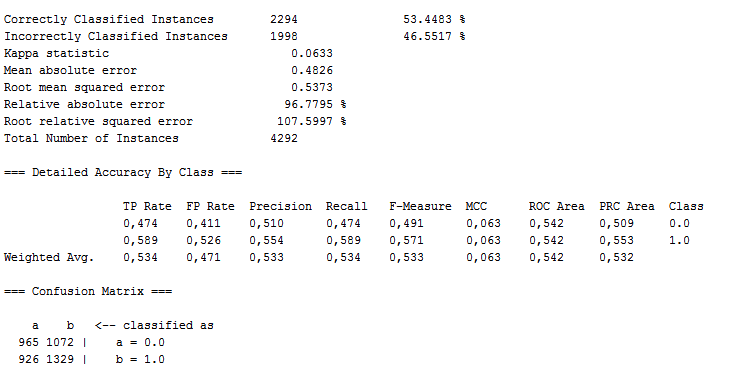 Correctly Classified Instances 2294 53.4483 %
Incorrectly Classified Instances 1998 46.5517 %
Kappa statistic 0.0633
Mean absolute error 0.4826
Root mean squared error 0.5373
Relative absolute error 96.7795 %
Root relative squared error 107.5997 %
Total Number of Instances 4292
=== Detailed Accuracy By Class ===
TP Rate FP Rate Precision Recall F-Measure MCC ROC Area PRC Area Class
0,474 0,411 0,510 0,474 0,491 0,063 0,542 0,509 0.0
0,589 0,526 0,554 0,589 0,571 0,063 0,542 0,553 1.0
Weighted Avg. 0,534 0,471 0,533 0,534 0,533 0,063 0,542 0,532
=== Confusion Matrix ===
a b <-- classified as
965 1072 | a = 0.0
926 1329 | b = 1.0